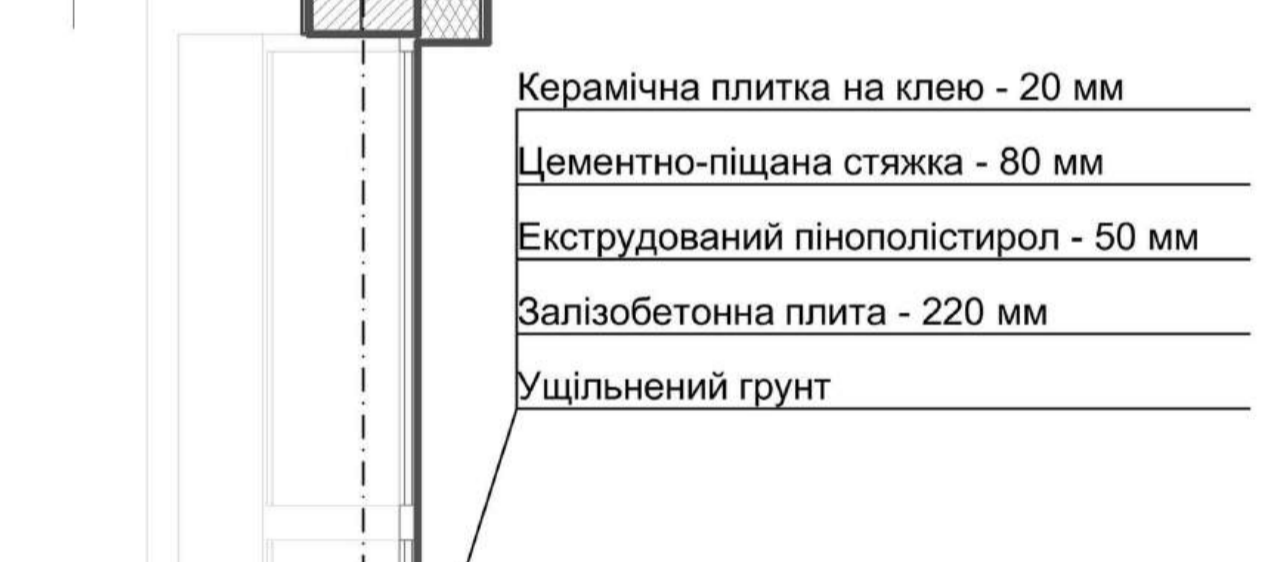 Керамічна плитка на клею - 20 мм
Цементно-піщана стяжка - 80 мм
Екструдований пінополістирол - 50 мм
Залізобетонна плита - 220 мм
Ущільнений грунт